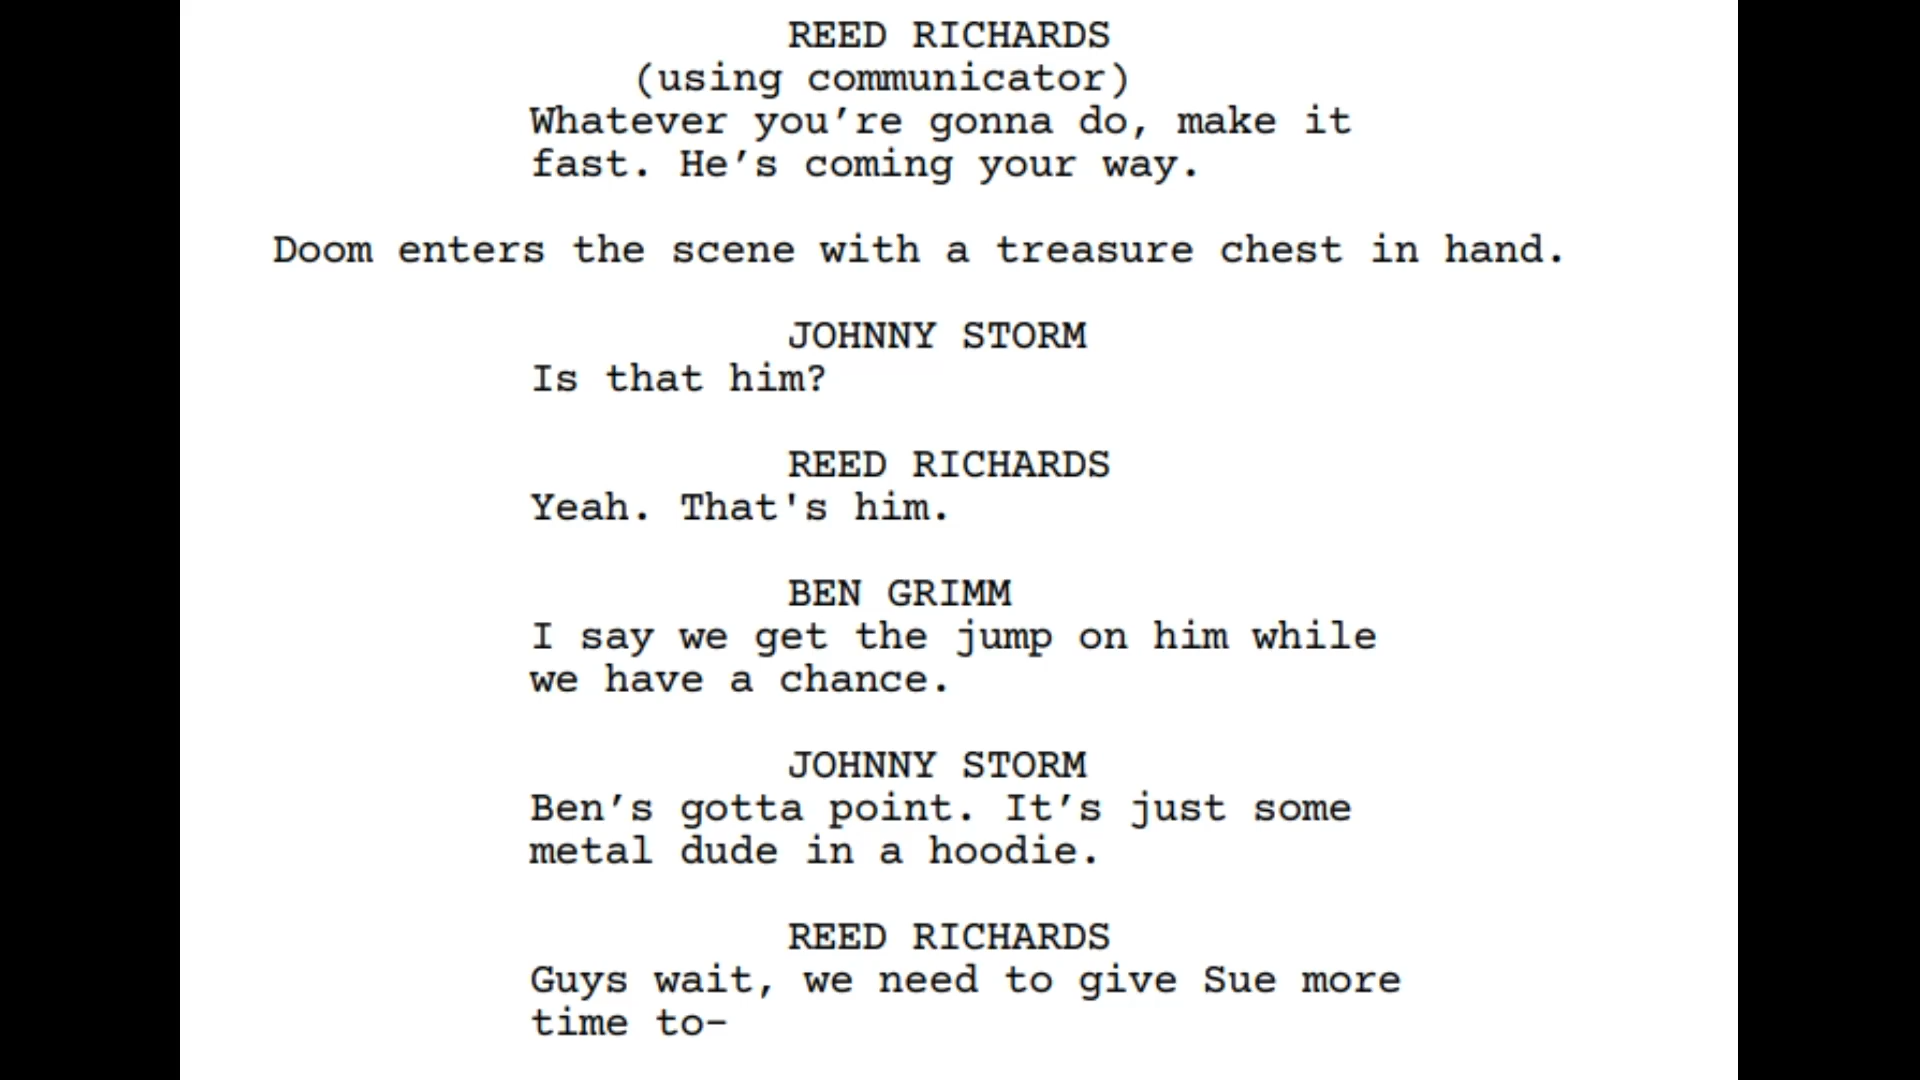 REED RICHARDS
(using communicator)
Whatever you’re gonna do, make it
fast. He’s coming your way.
Doom enters the scene with a treasure chest in hand.
JOHNNY STORM
Is that him?
REED RICHARDS
Yeah. That's him.
BEN GRIMM
I say we get the jump on him while
we have a chance.
JOHNNY STORM
Ben’s gotta point. It’s just some
metal dude in a hoodie.
REED RICHARDS
Guys wait, we need to give Sue more
time to-